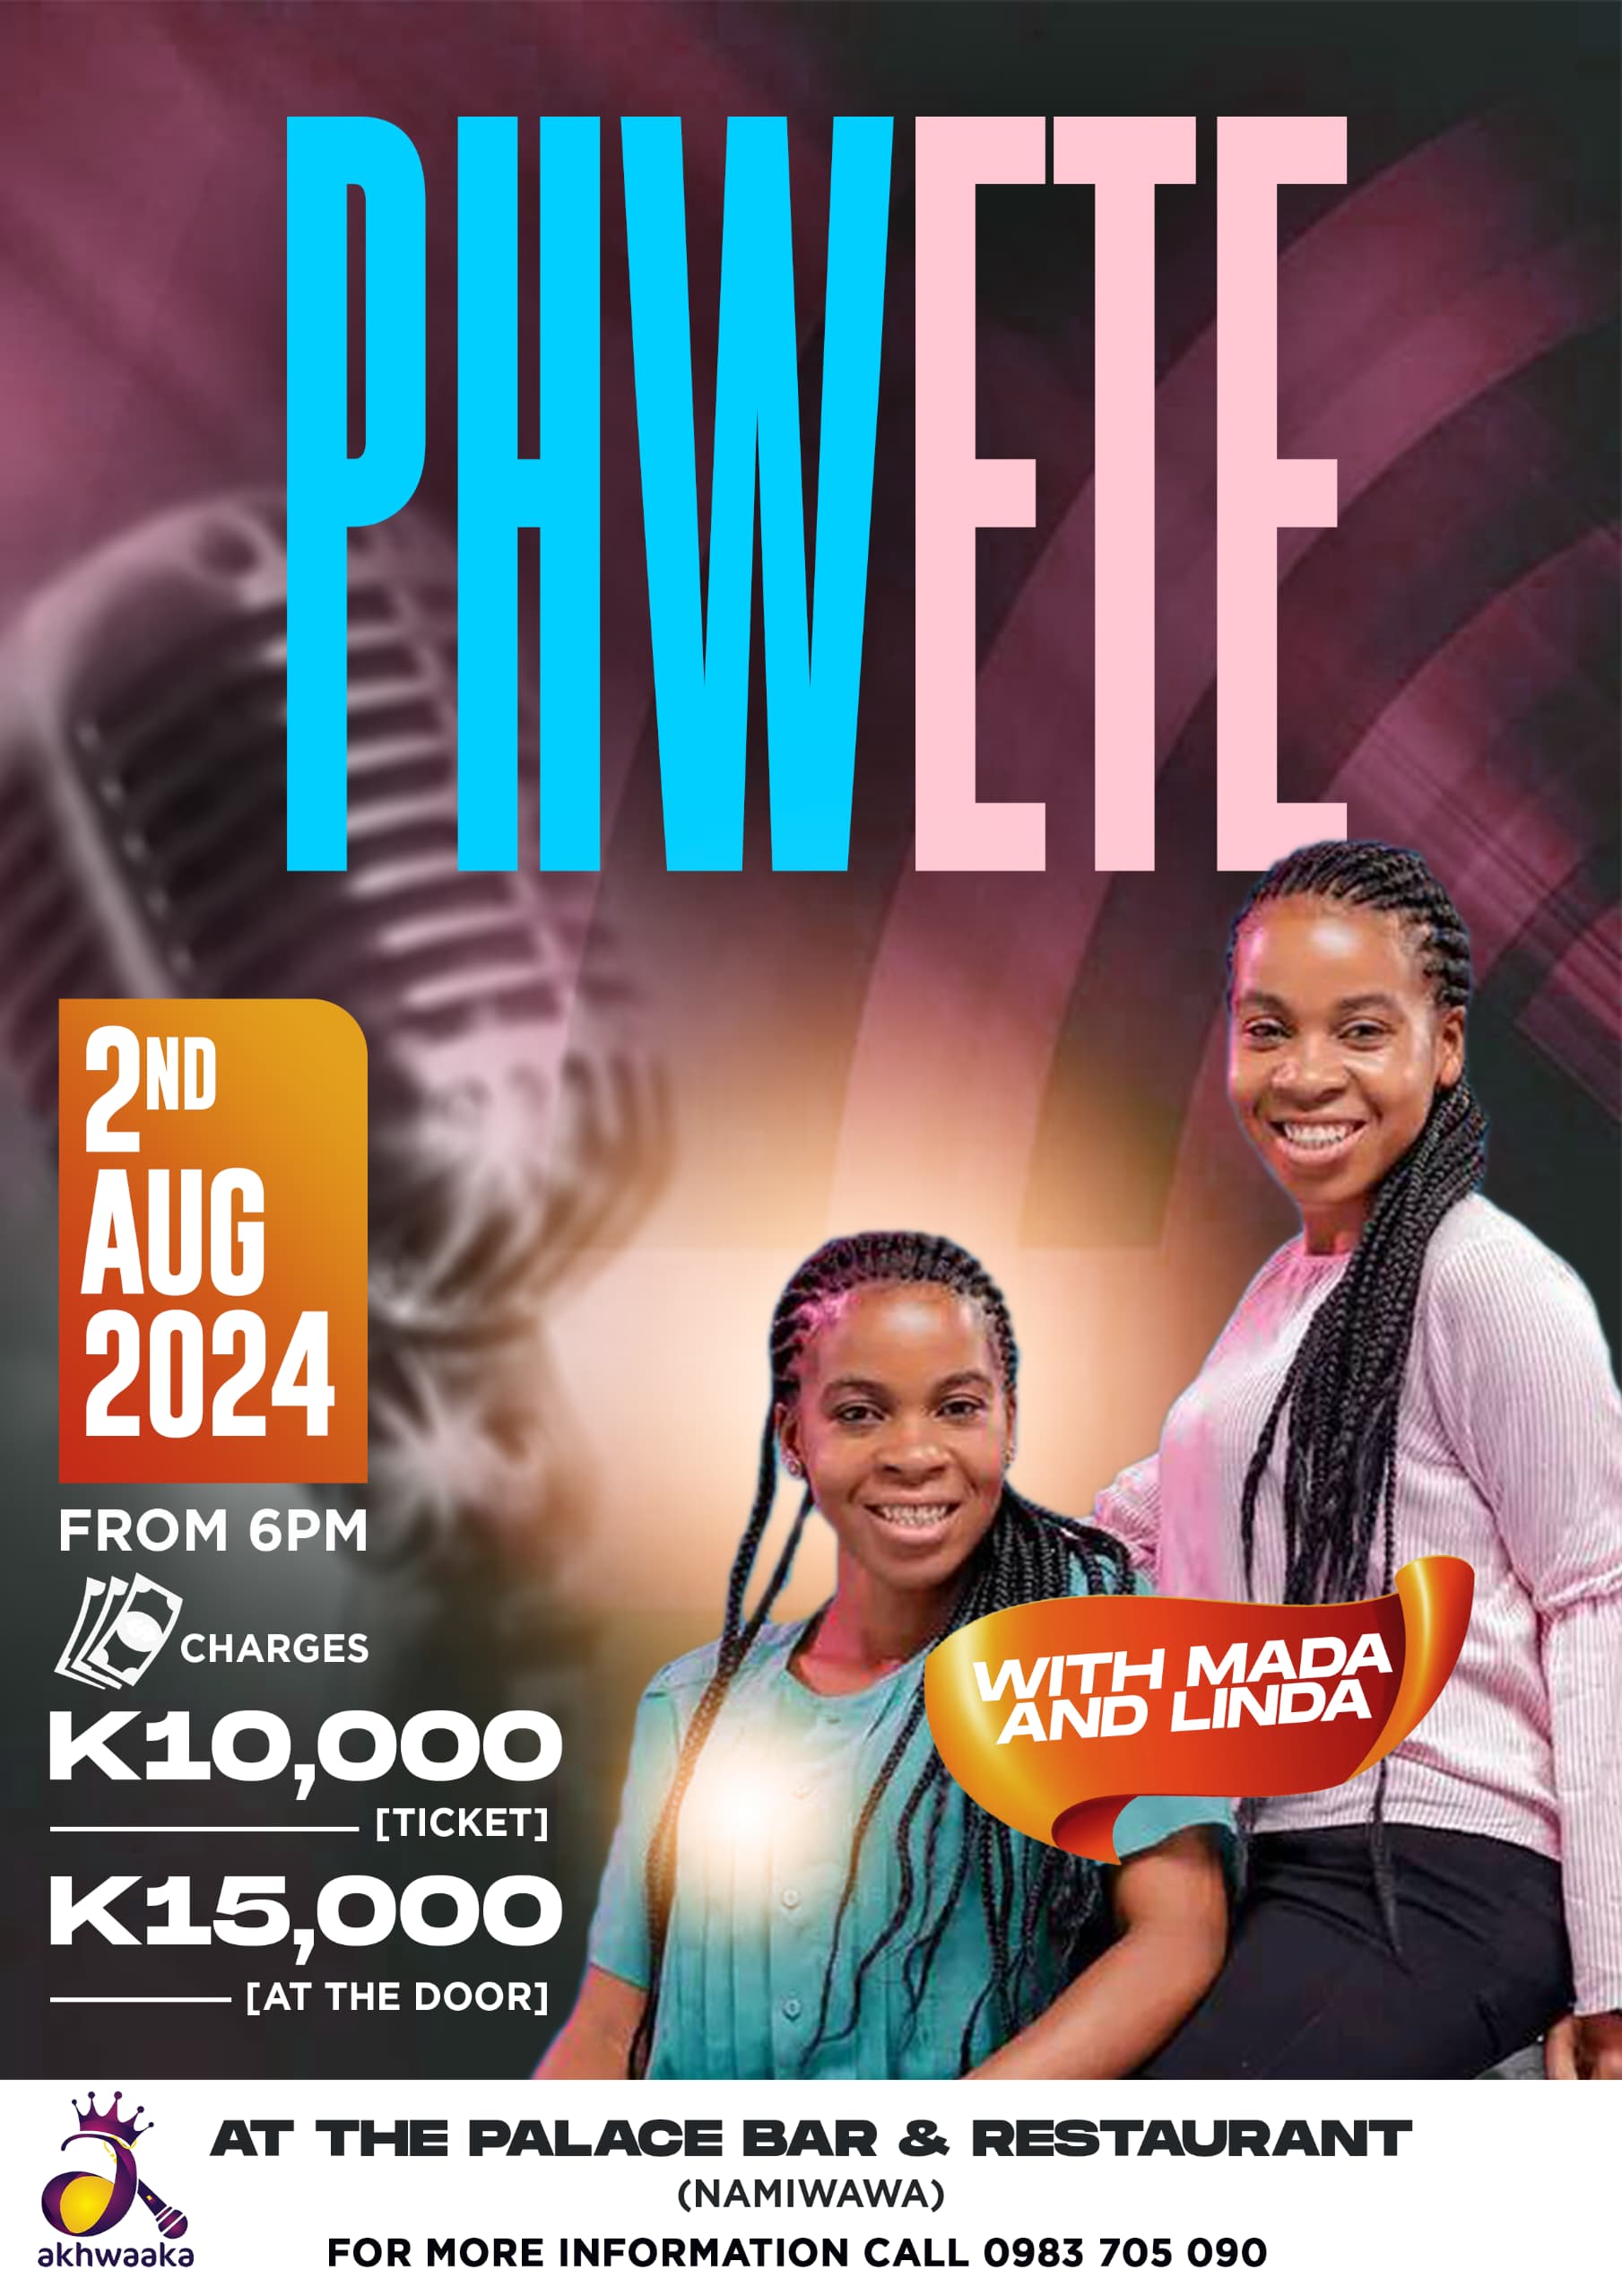 PHWETE
2ND
AUG
2024
FROM 6PM
CHARGES
K10,000
[TICKET]
K15,000
[AT THE DOOR]
WITH MADA
AND LINDA
akhwaaka
AT THE PALACE BAR & RESTAURANT
(NAMIWAWA)
FOR MORE INFORMATION CALL 0983 705 090